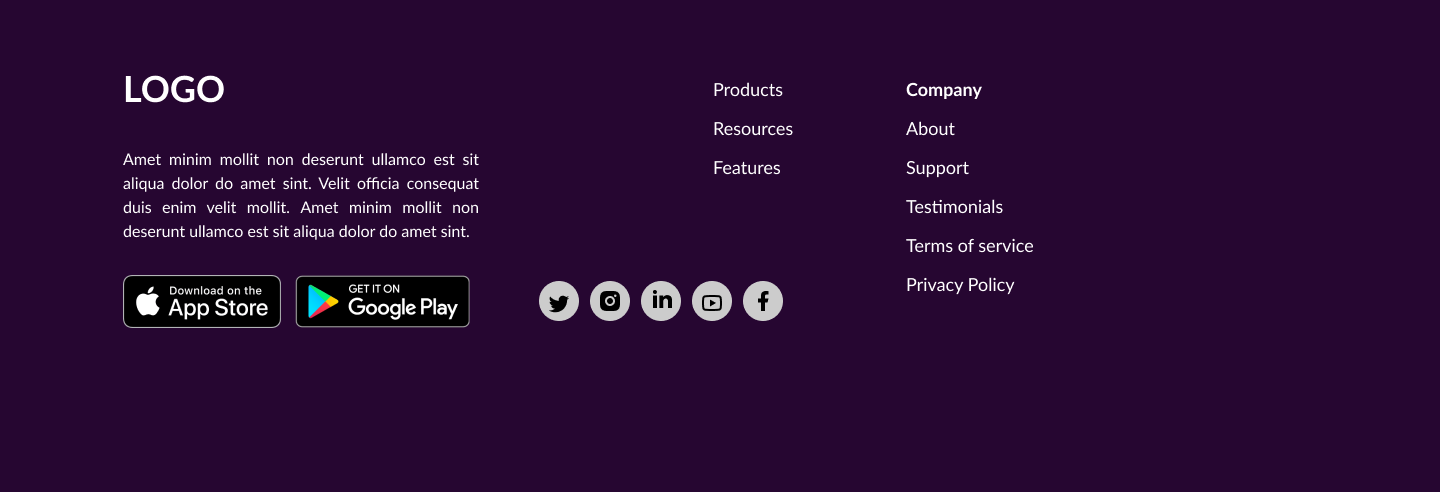 LOGO
Amet minim mollit non deserunt ullamco est sit
aliqua dolor do amet sint. Velit officia consequat
duis enim velit mollit. Amet minim mollit non
deserunt ullamco est sit aliqua dolor do amet sint.
Download on the
App Store
GET IT ON
Google Play
in
f
Products
Resources
Features
Company
About
Support
Testimonials
Terms of service
Privacy Policy